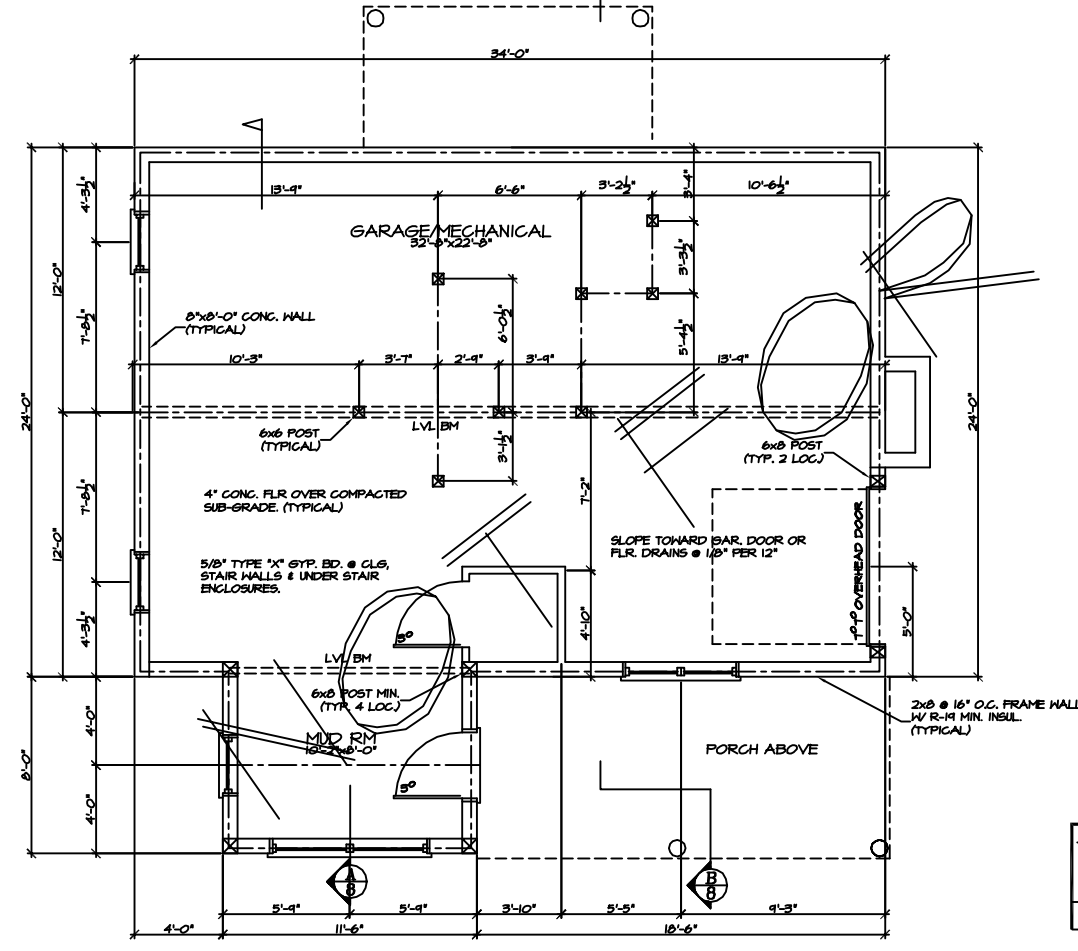 34'-0"
13'-9"
6'-6"
3'-2½"
10'-6½"
3'-4"
4'-3½"
GARAGE/MECHANICAL
32'-8"x22'-8"
3'-3½"
12'-0"
8"x8'-0" CONC. WALL
(TYPICAL)
7'-8½"
6'-0½"
5'-4½"
10'-3"
3'-7"
2'-9"
3'-9"
13'-9"
24'-0"
24'-0"
LVL BM
6x6 POST
(TYPICAL)
3'-1½"
6x8 POST
(TYP. 2 LOC.)
7'-8½"
7'-2"
4" CONC. FLR OVER COMPACTED
SUB-GRADE. (TYPICAL)
12'-0"
SLOPE TOWARD GAR. DOOR OR
FLR. DRAINS @ 1/8" PER 12"
OVERHEAD DOOR
5/8" TYPE "X" GYP. BD. @ CLG,
STAIR WALLS & UNDER STAIR
ENCLOSURES.
4'-3½"
4'-10"
5'-0"
3⁰
LVL BM
6x8 POST MIN.
(TYP. 4 LOC.)
2x8 @ 16" O.C. FRAME WALL
W/ R-19 MIN. INSUL.
(TYPICAL)
4'-0"
MUD RM
PORCH ABOVE
8'-0"
3⁰
4'-0"
A
8
B
8
5'-9"
5'-9"
3'-10"
5'-5"
9'-3"
4'-0"
11'-6"
18'-6"